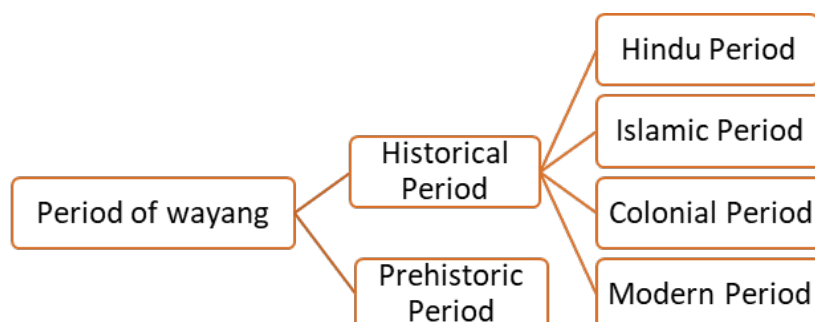 Period of wayang
Historical
Period
Prehistoric
Period
Hindu Period
Islamic Period
Colonial Period
Modern Period